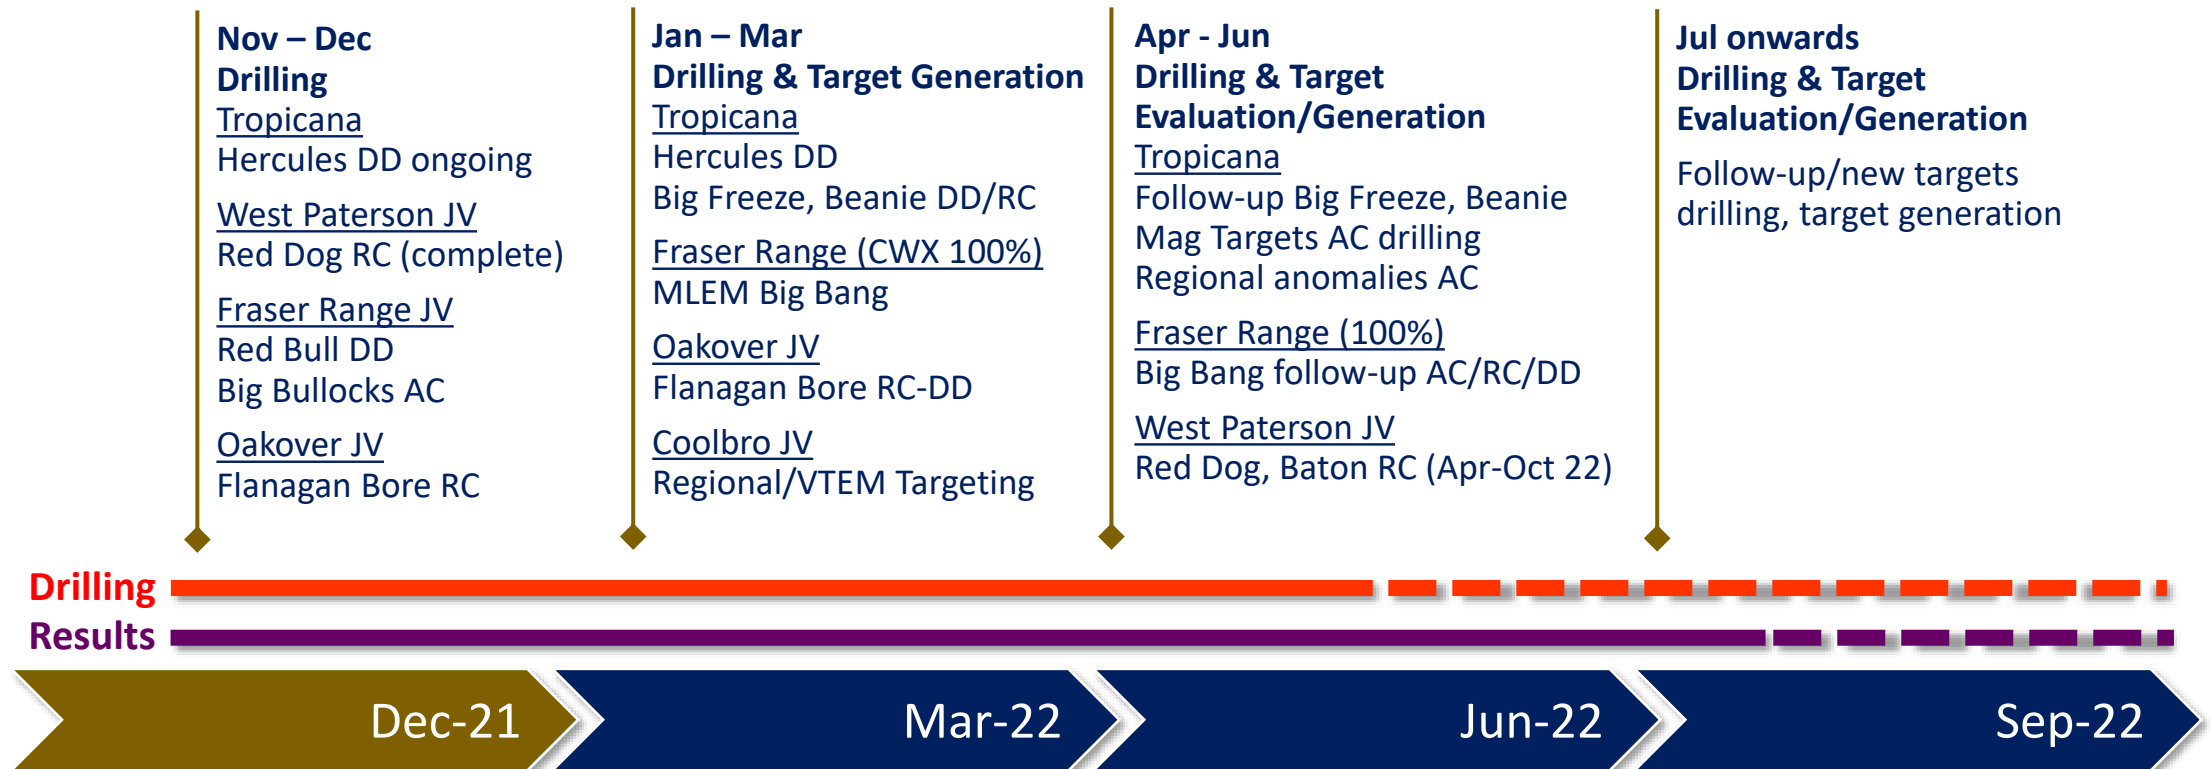 Nov – Dec
Drilling
Tropicana
Hercules DD ongoing
West Paterson JV
Red Dog RC (complete)
Fraser Range JV
Red Bull DD
Big Bullocks AC
Oakover JV
Flanagan Bore RC
Jan – Mar
Drilling & Target Generation
Tropicana
Hercules DD
Big Freeze, Beanie DD/RC
Fraser Range (CWX 100%)
MLEM Big Bang
Oakover JV
Flanagan Bore RC-DD
Coolbro JV
Regional/VTEM Targeting
Apr - Jun
Drilling & Target
Evaluation/Generation
Tropicana
Follow-up Big Freeze, Beanie
Mag Targets AC drilling
Regional anomalies AC
Fraser Range (100%)
Big Bang follow-up AC/RC/DD
West Paterson JV
Red Dog, Baton RC (Apr-Oct 22)
Jul onwards
Drilling & Target
Evaluation/Generation
Follow-up/new targets
drilling, target generation
Drilling
Results
Dec-21
Mar-22
Jun-22
Sep-22